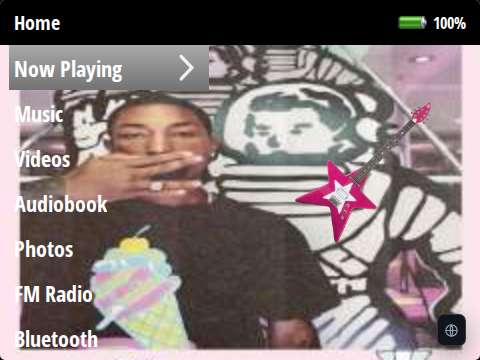 Home
100%
Now Playing
Music
Videos
Audiobook
Photos
FM Radio
Bluetooth